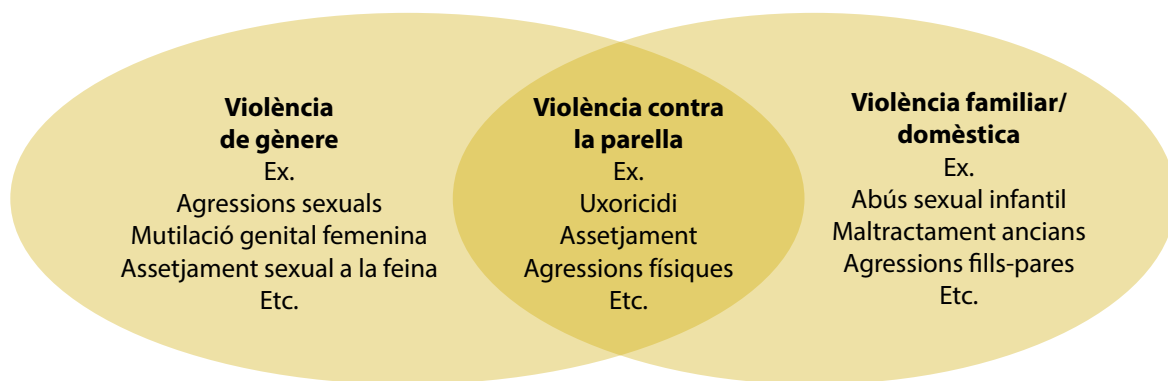 Violència
de gènere
Ex.
Agressions sexuals
Mutilació genital femenina
Assetjament sexual a la feina
Etc.
Violència contra
la parella
Ex.
Uxoricidi
Assetjament
Agressions físiques
Etc.
Violència familiar/
domèstica
Ex.
Abús sexual infantil
Maltractament ancians
Agressions fills-pares
Etc.